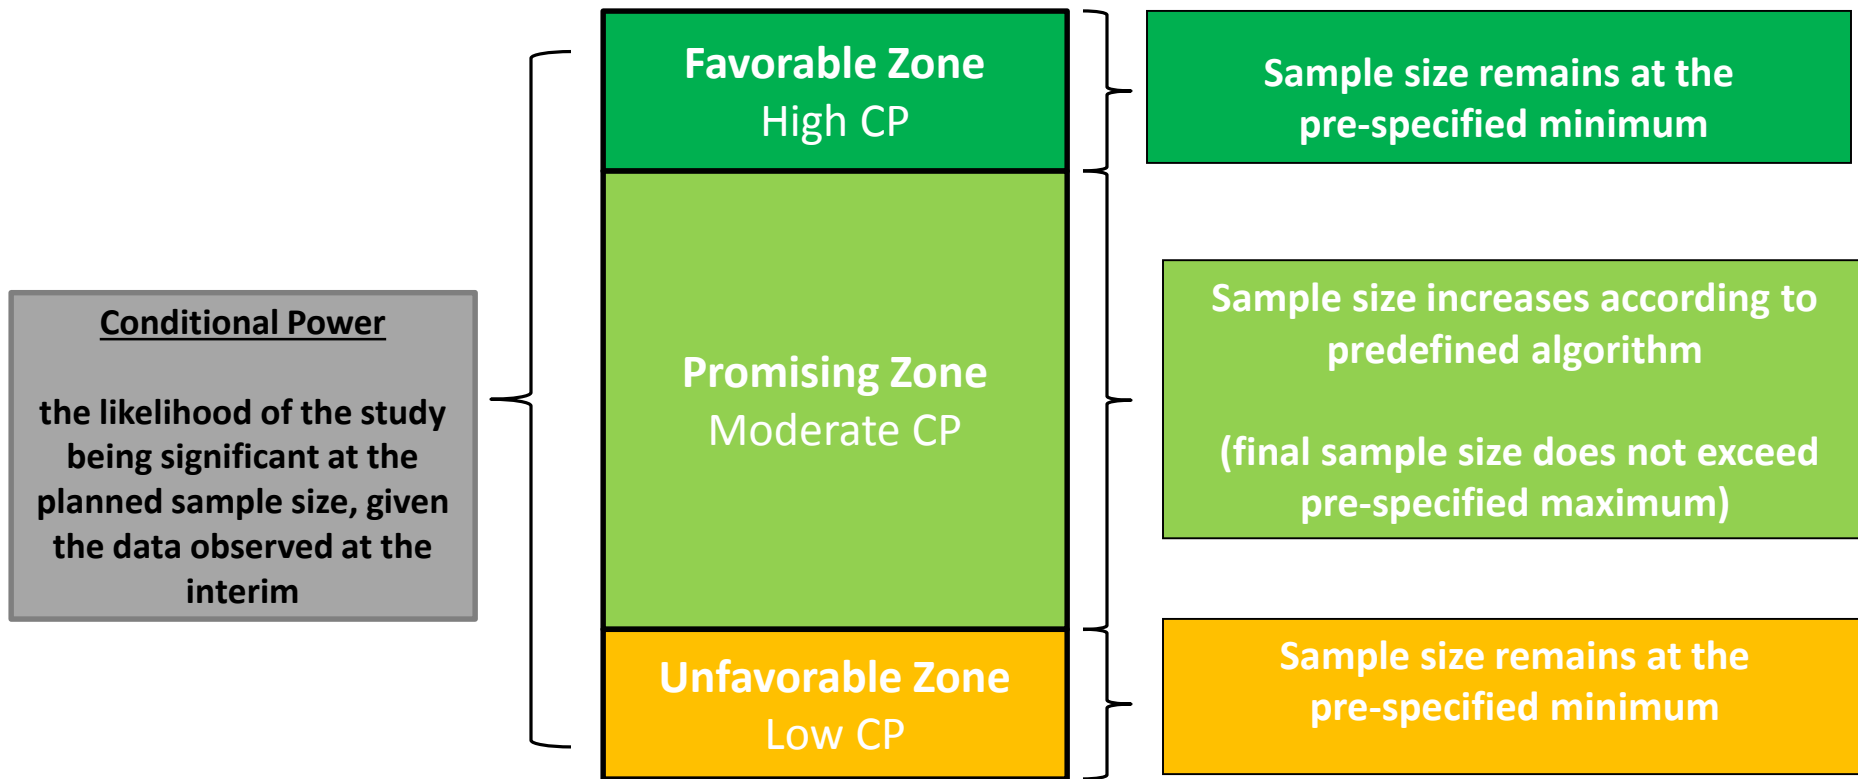 Conditional Power
the likelihood of the study
being significant at the
planned sample size, given
the data observed at the
interim
Favorable Zone
High CP
Sample size remains at the
pre-specified minimum
Promising Zone
Moderate CP
Sample size increases according to
predefined algorithm
(final sample size does not exceed
pre-specified maximum)
Unfavorable Zone
Low CP
Sample size remains at the
pre-specified minimum